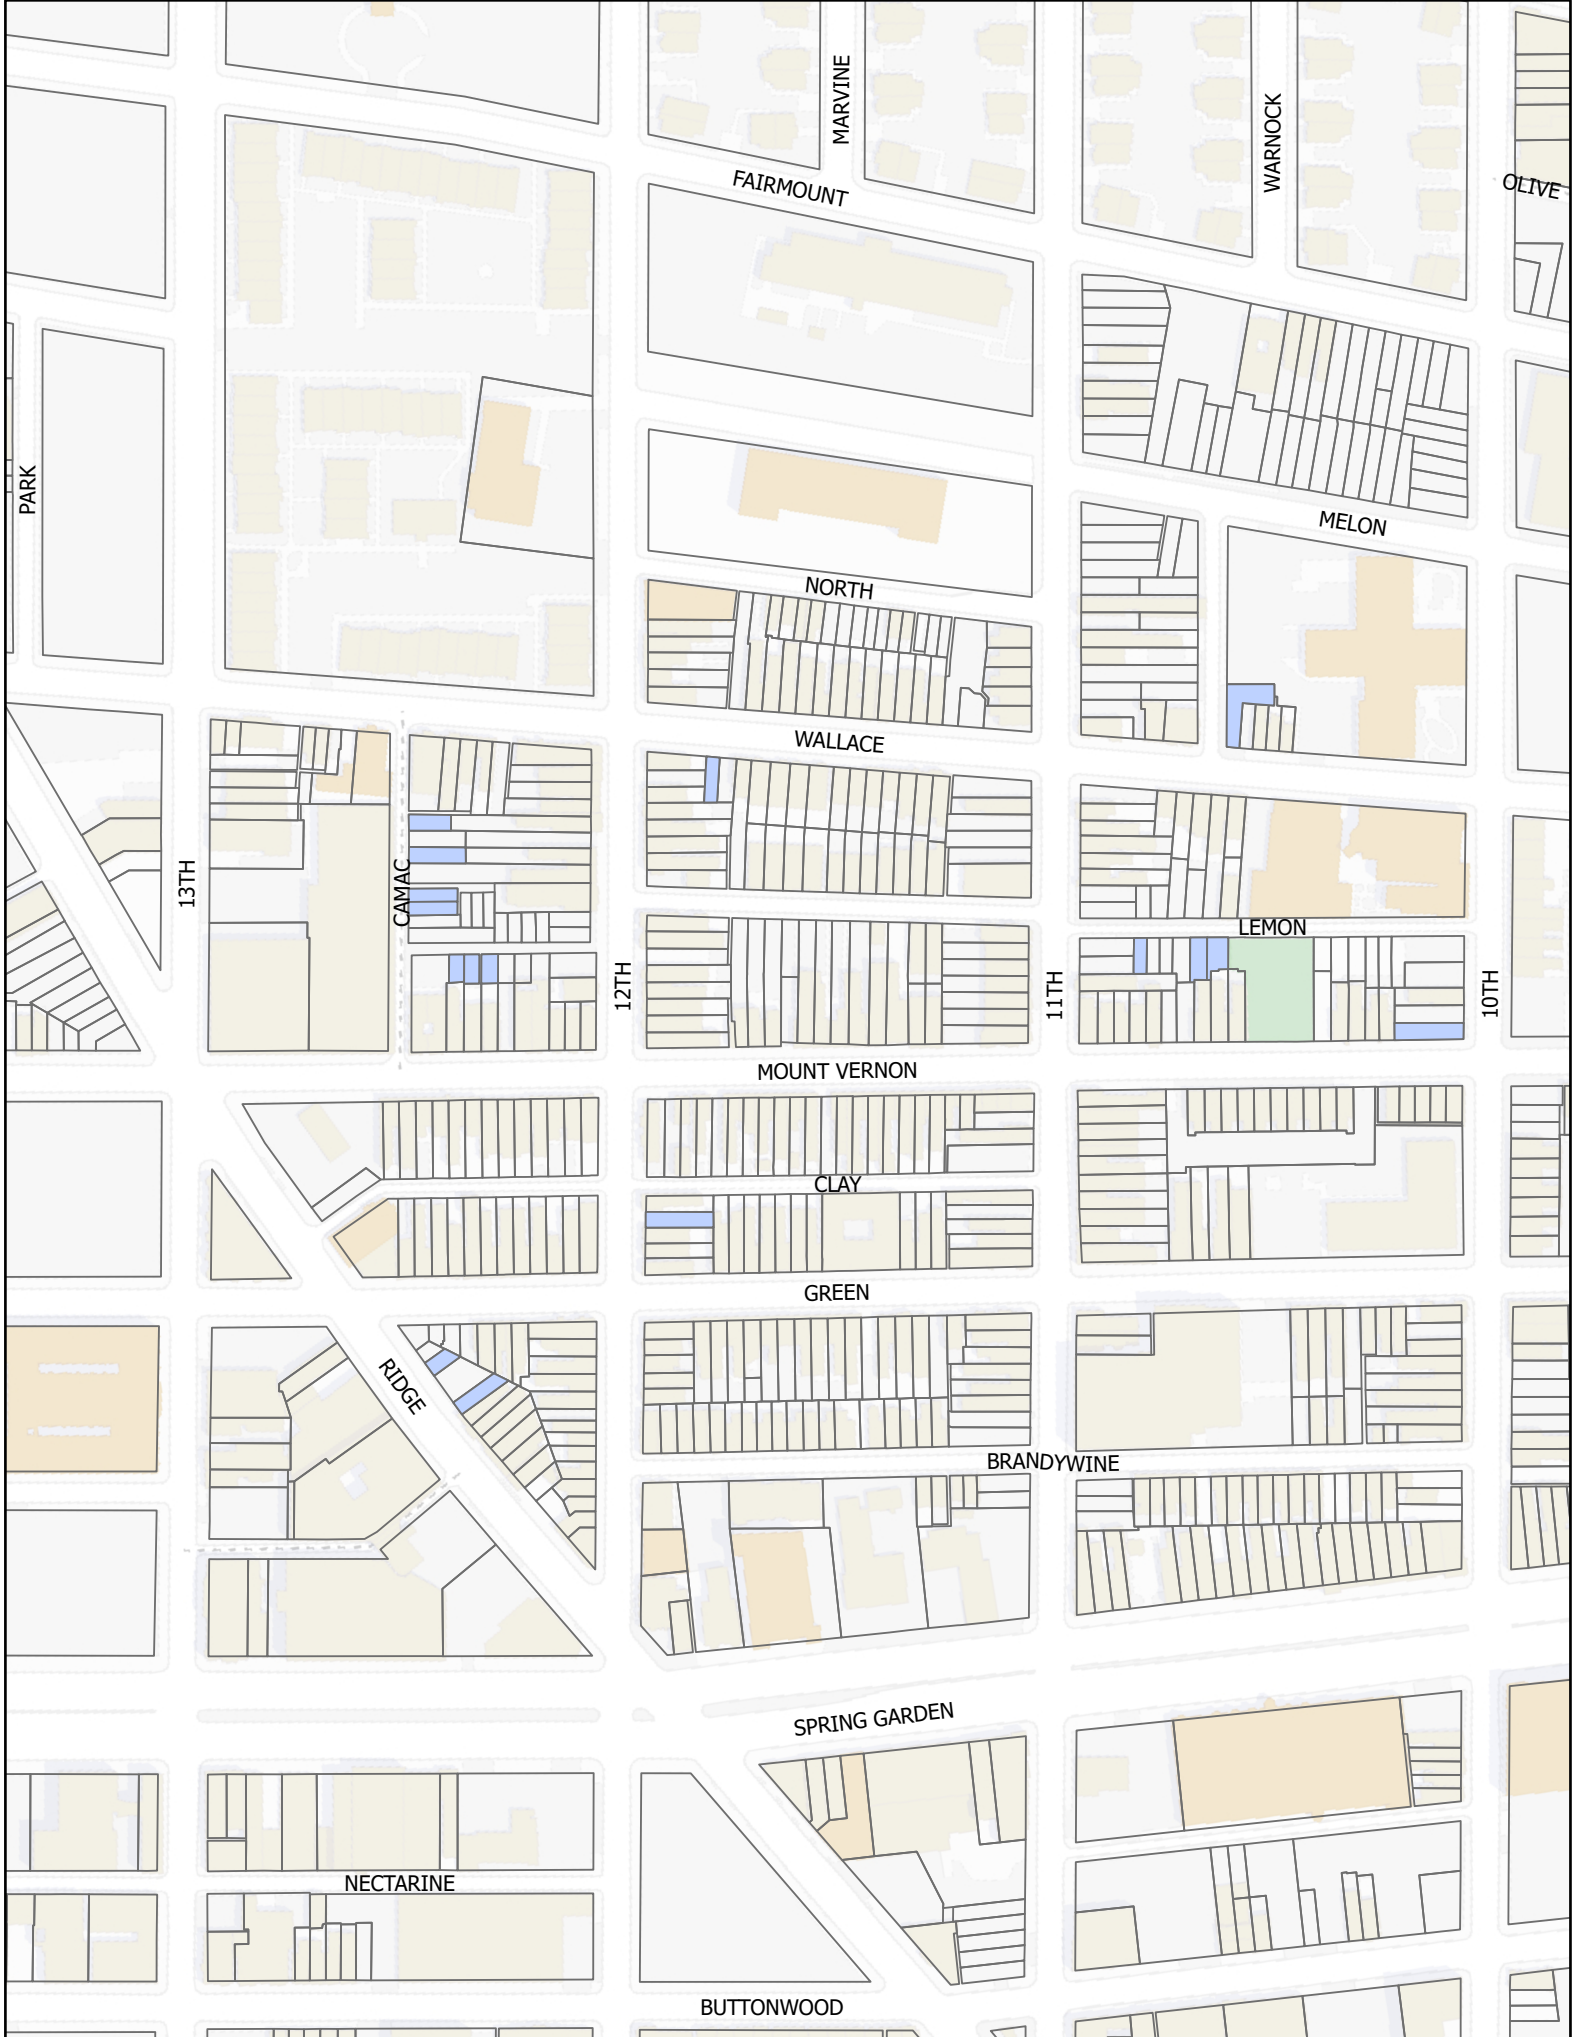 MARVINE
WARNOCK
FAIRMOUNT
OLIVE
PARK
MELON
NORTH
WALLACE
13TH
CAMAC
LEMON
12TH
11TH
10TH
MOUNT VERNON
CLAY
GREEN
RIDGE
BRANDYWINE
SPRING GARDEN
NECTARINE
BUTTONWOOD